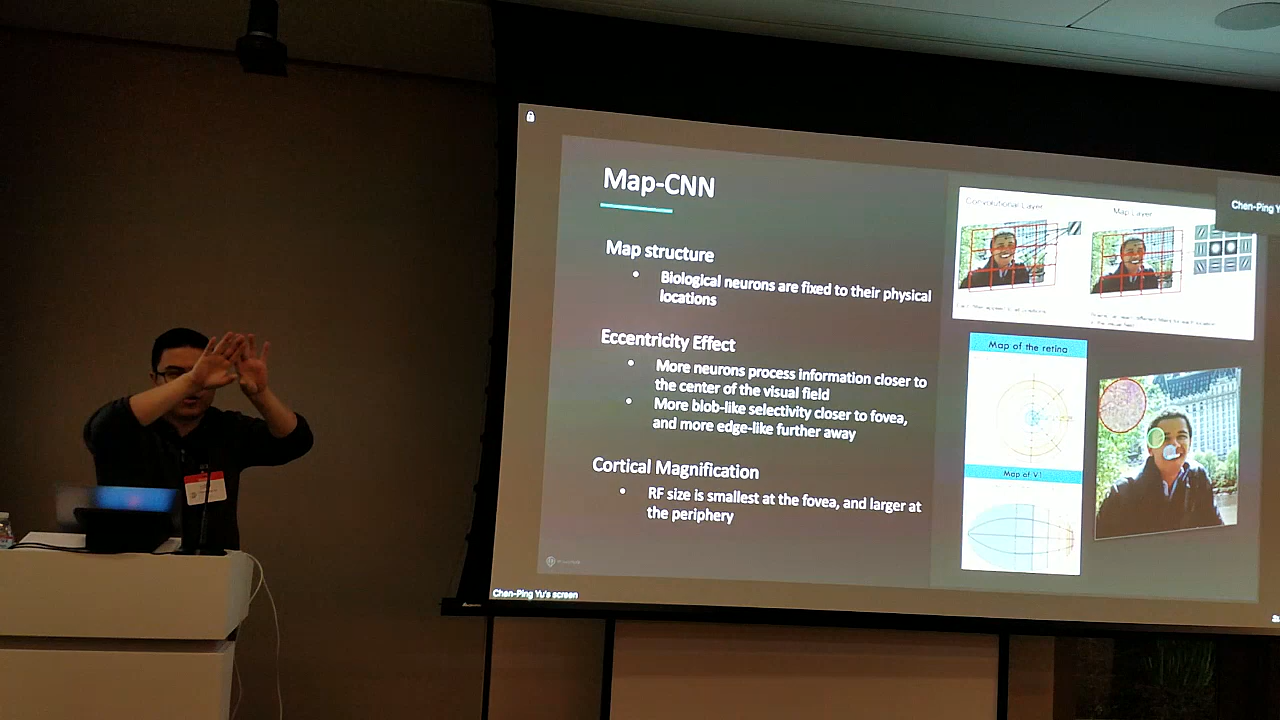 Map-CNN
Map structure
• Biological neurons are fixed to their physical
locations
Eccentricity Effect
• More neurons process information closer to
the center of the visual field
• More blob-like selectivity closer to fovea,
and more edge-like further away
Cortical Magnification
• RF size is smallest at the fovea, and larger at
the periphery
Convolutional Layer
Map Layer
Chen-Ping Y
Map of the retina
Map of V1
Chen-Ping Yu's screen